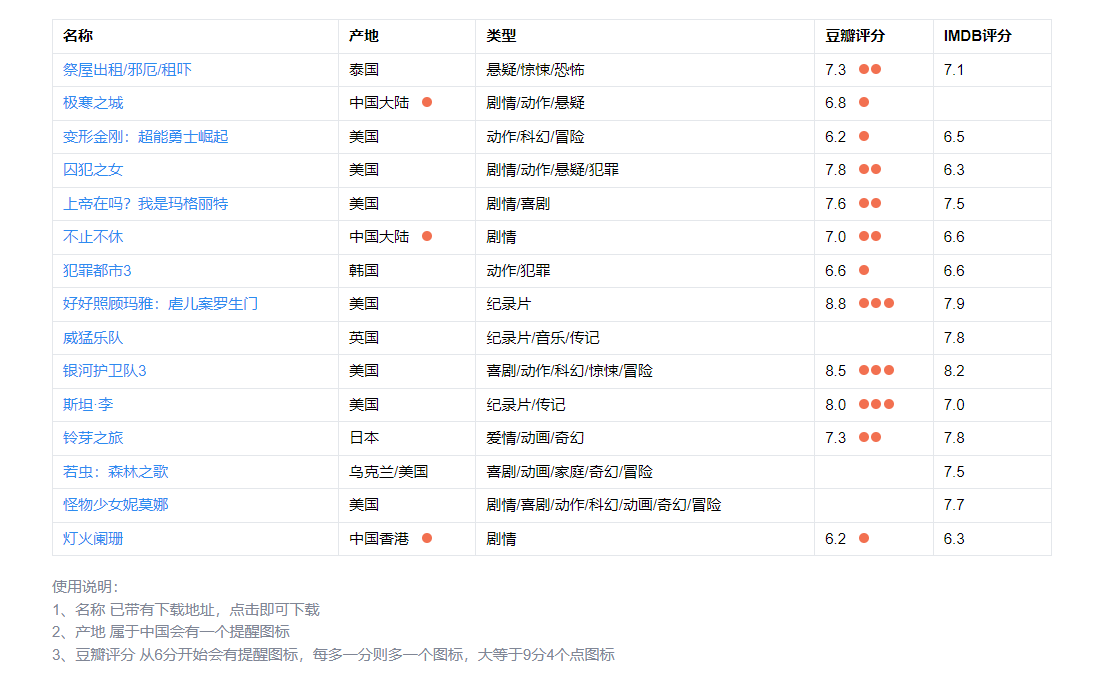 名称 产地 类型 豆瓣评分 IMDB评分
祭屋出租/邪厄/租吓 泰国 悬疑/惊悚/恐怖 7.3 7.1
极寒之城 中国大陆 剧情/动作/悬疑 6.8
变形金刚：超能勇士崛起 美国 动作/科幻/冒险 6.2 6.5
囚犯之女 美国 剧情/动作/悬疑/犯罪 7.8 6.3
上帝在吗？我是玛格丽特 美国 剧情/喜剧 7.6 7.5
不止不休 中国大陆 剧情 7.0 6.6
犯罪都市3 韩国 动作/犯罪 6.6 6.6
好好照顾玛雅：虐儿案罗生门 美国 纪录片 8.8 7.9
威猛乐队 英国 纪录片/音乐/传记 7.8
银河护卫队3 美国 喜剧/动作/科幻/惊悚/冒险 8.5 8.2
斯坦·李 美国 纪录片/传记 8.0 7.0
铃芽之旅 日本 爱情/动画/奇幻 7.3 7.8
若虫：森林之歌 乌克兰/美国 喜剧/动画/家庭/奇幻/冒险 7.5
怪物少女妮莫娜 美国 剧情/喜剧/动作/科幻/动画/奇幻/冒险 7.7
灯火阑珊 中国香港 剧情 6.2 6.3
使用说明：
1、名称 已带有下载地址，点击即可下载
2、产地 属于中国会有一个提醒图标
3、豆瓣评分 从6分开始会有提醒图标，每多一分则多一个图标，大等于9分4个点图标